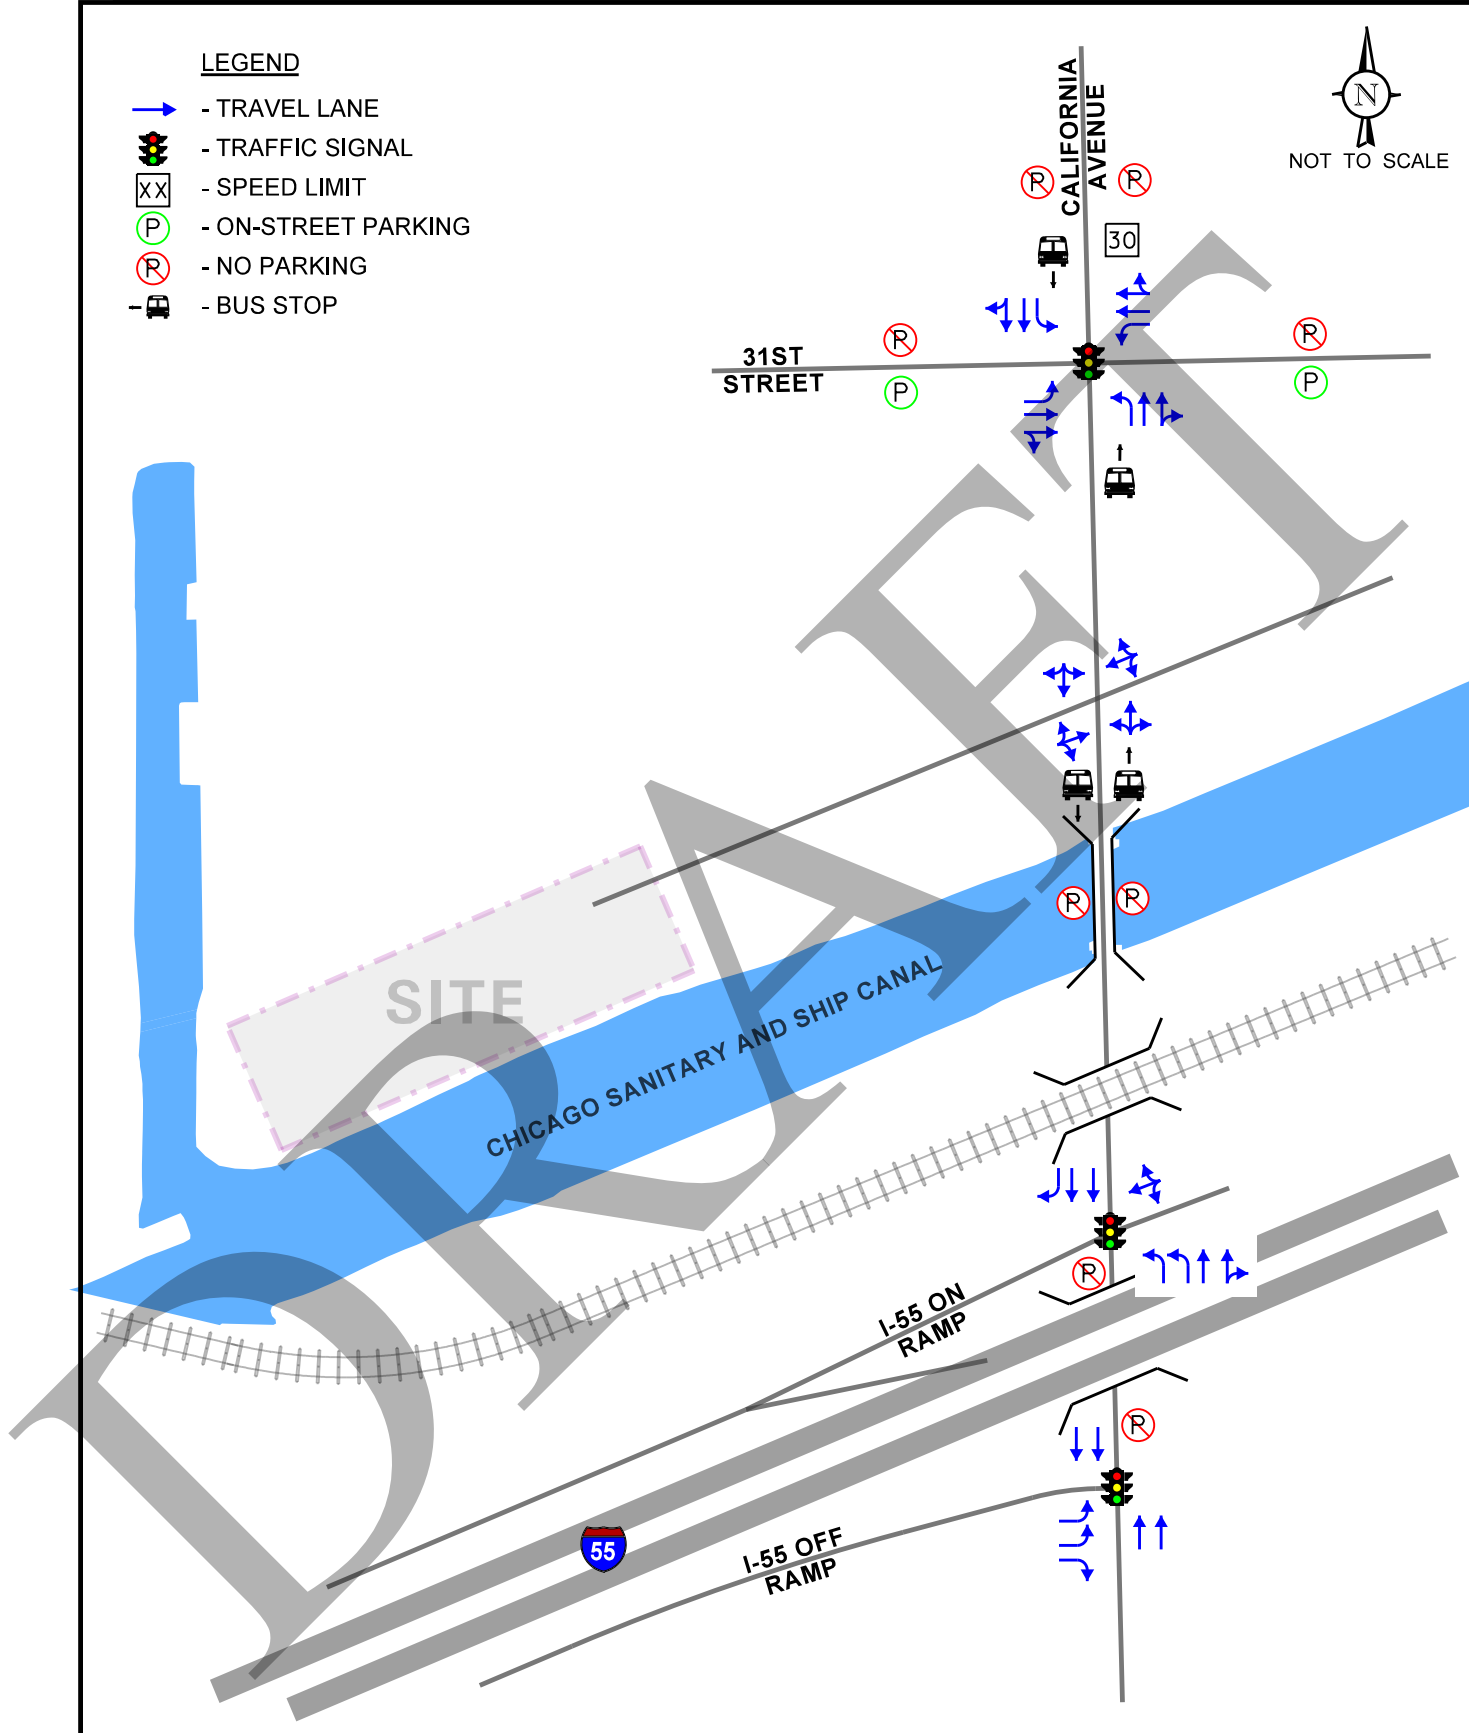 LEGEND
- TRAVEL LANE
- TRAFFIC SIGNAL
XX - SPEED LIMIT
P - ON-STREET PARKING
P - NO PARKING
- BUS STOP
CALIFORNIA
AVENUE
N
NOT TO SCALE
P
P
30
31ST
STREET
P
P
P
P
P
P
SITE
CHICAGO SANITARY AND SHIP CANAL
P
I-55 ON
RAMP
P
55
I-55 OFF
RAMP
DRAFT